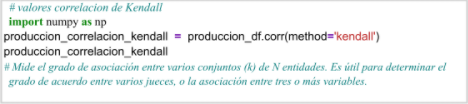 # valores correlacion de Kendall
import numpy as np
produccion_correlacion_kendall = produccion_df.corr(method='kendall')
produccion_correlacion_kendall
# Mide el grado de asociación entre varios conjuntos (k) de N entidades. Es útil para determinar el
grado de acuerdo entre varios jueces, o la asociación entre tres o más variables.